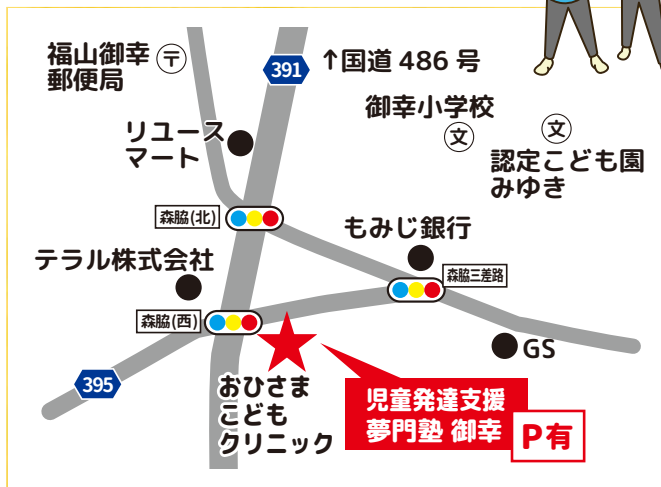 福山御幸
郵便局
〒
391
↑国道 486 号
御幸小学校
文
文
認定こども園
みゆき
リユース
マート
森脇(北)
もみじ銀行
テラル株式会社
森脇三差路
森脇(西)
GS
395
おひさま
こども
クリニック
児童発達支援
夢門塾 御幸
P有